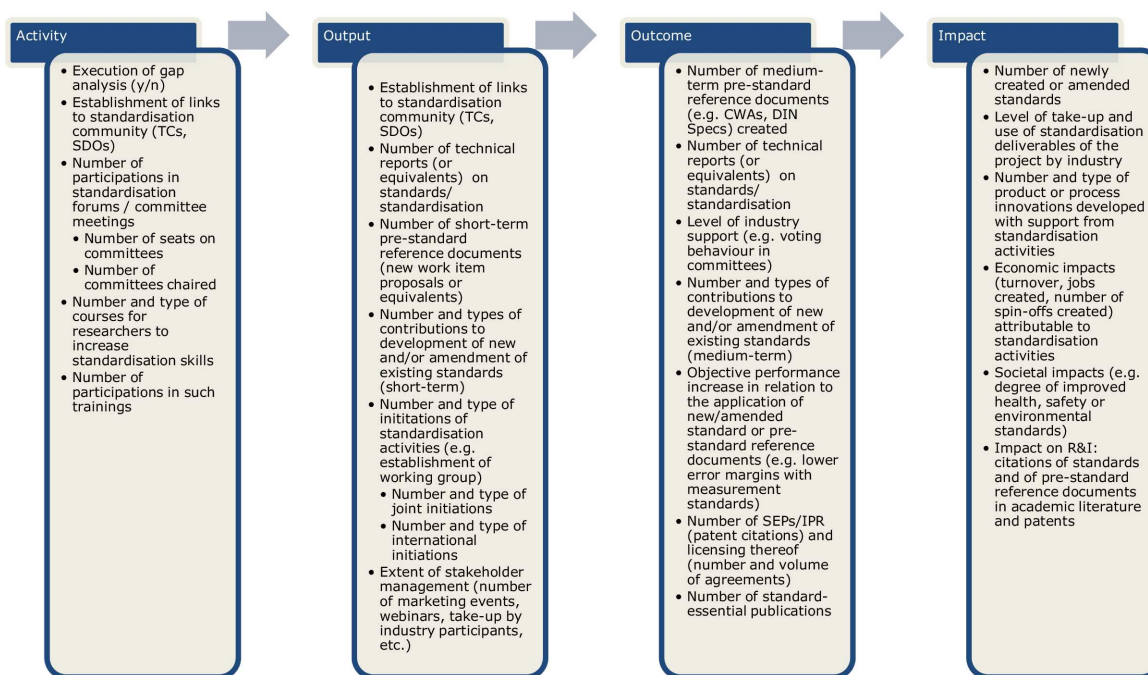 Activity
• Execution of gap
analysis (y/n)
• Establishment of links
to standardisation
community (TCs,
SDOs)
• Number of
participations in
standardisation
forums / committee
meetings
• Number of seats on
committees
• Number of
committees chaired
• Number and type of
courses for
researchers to
increase
standardisation skills
• Number of
participations in such
trainings
Output
• Establishment of links
to standardisation
community (TCs,
SDOs)
• Number of technical
reports (or
equivalents) on
standards/
standardisation
• Number of short-term
pre-standard
reference documents
(new work item
proposals or
equivalents)
• Number and types of
contributions to
development of new
and/or amendment of
existing standards
(short-term)
• Number and type of
inititations of
standardisation
activities (e.g.
establishment of
working group)
• Number and type of
joint initiations
• Number and type of
international
initiations
• Extent of stakeholder
management (number
of marketing events,
webinars, take-up by
industry participants,
etc.)
Outcome
• Number of medium-
term pre-standard
reference documents
(e.g. CWAs, DIN
Specs) created
• Number of technical
reports (or
equivalents) on
standards/
standardisation
• Level of industry
support (e.g. voting
behaviour in
committees)
• Number and types of
contributions to
development of new
and/or amendment of
existing standards
(medium-term)
• Objective performance
increase in relation to
the application of
new/amended
standard or pre-
standard reference
documents (e.g. lower
error margins with
measurement
standards)
• Number of SEPs/IPR
(patent citations) and
licensing thereof
(number and volume
of agreements)
• Number of standard-
essential publications
Impact
• Number of newly
created or amended
standards
• Level of take-up and
use of standardisation
deliverables of the
project by industry
• Number and type of
product or process
innovations developed
with support from
standardisation
activities
• Economic impacts
(turnover, jobs
created, number of
spin-offs created)
attributable to
standardisation
activities
• Societal impacts (e.g.
degree of improved
health, safety or
environmental
standards)
• Impact on R&I:
citations of standards
and of pre-standard
reference documents
in academic literature
and patents